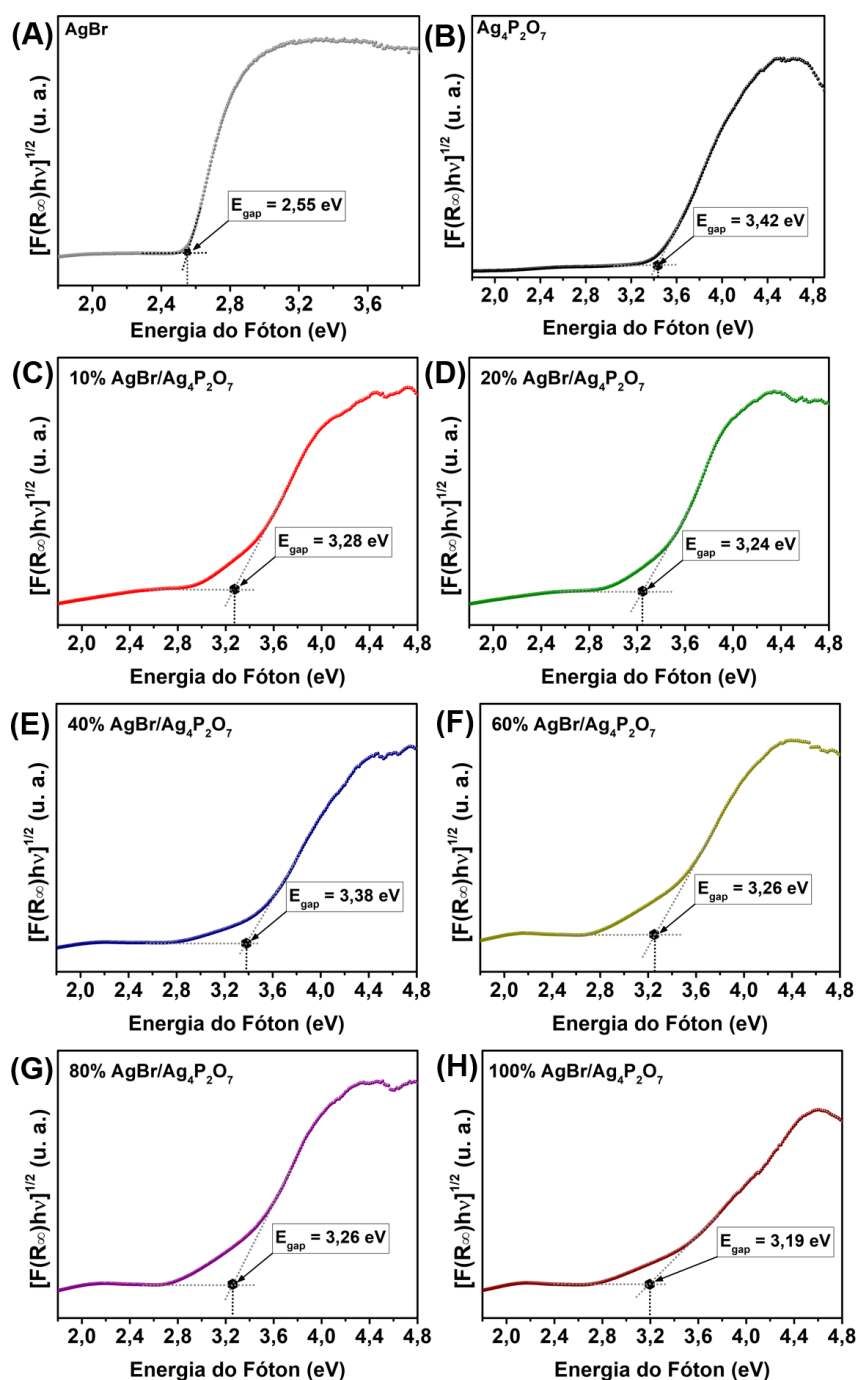 (A)
AgBr
[F(R∞)hν]^1/2 (u. a.)
E_gap = 2,55 eV
2,0 2,4 2,8 3,2 3,6
Energia do Fóton (eV)
(B)
Ag₄P₂O₇
[F(R∞)hν]^1/2 (u. a.)
E_gap = 3,42 eV
2,0 2,4 2,8 3,2 3,6 4,0 4,4 4,8
Energia do Fóton (eV)
(C)
10% AgBr/Ag₄P₂O₇
[F(R∞)hν]^1/2 (u. a.)
E_gap = 3,28 eV
2,0 2,4 2,8 3,2 3,6 4,0 4,4 4,8
Energia do Fóton (eV)
(D)
20% AgBr/Ag₄P₂O₇
[F(R∞)hν]^1/2 (u. a.)
E_gap = 3,24 eV
2,0 2,4 2,8 3,2 3,6 4,0 4,4 4,8
Energia do Fóton (eV)
(E)
40% AgBr/Ag₄P₂O₇
[F(R∞)hν]^1/2 (u. a.)
E_gap = 3,38 eV
2,0 2,4 2,8 3,2 3,6 4,0 4,4 4,8
Energia do Fóton (eV)
(F)
60% AgBr/Ag₄P₂O₇
[F(R∞)hν]^1/2 (u. a.)
E_gap = 3,26 eV
2,0 2,4 2,8 3,2 3,6 4,0 4,4 4,8
Energia do Fóton (eV)
(G)
80% AgBr/Ag₄P₂O₇
[F(R∞)hν]^1/2 (u. a.)
E_gap = 3,26 eV
2,0 2,4 2,8 3,2 3,6 4,0 4,4 4,8
Energia do Fóton (eV)
(H)
100% AgBr/Ag₄P₂O₇
[F(R∞)hν]^1/2 (u. a.)
E_gap = 3,19 eV
2,0 2,4 2,8 3,2 3,6 4,0 4,4 4,8
Energia do Fóton (eV)